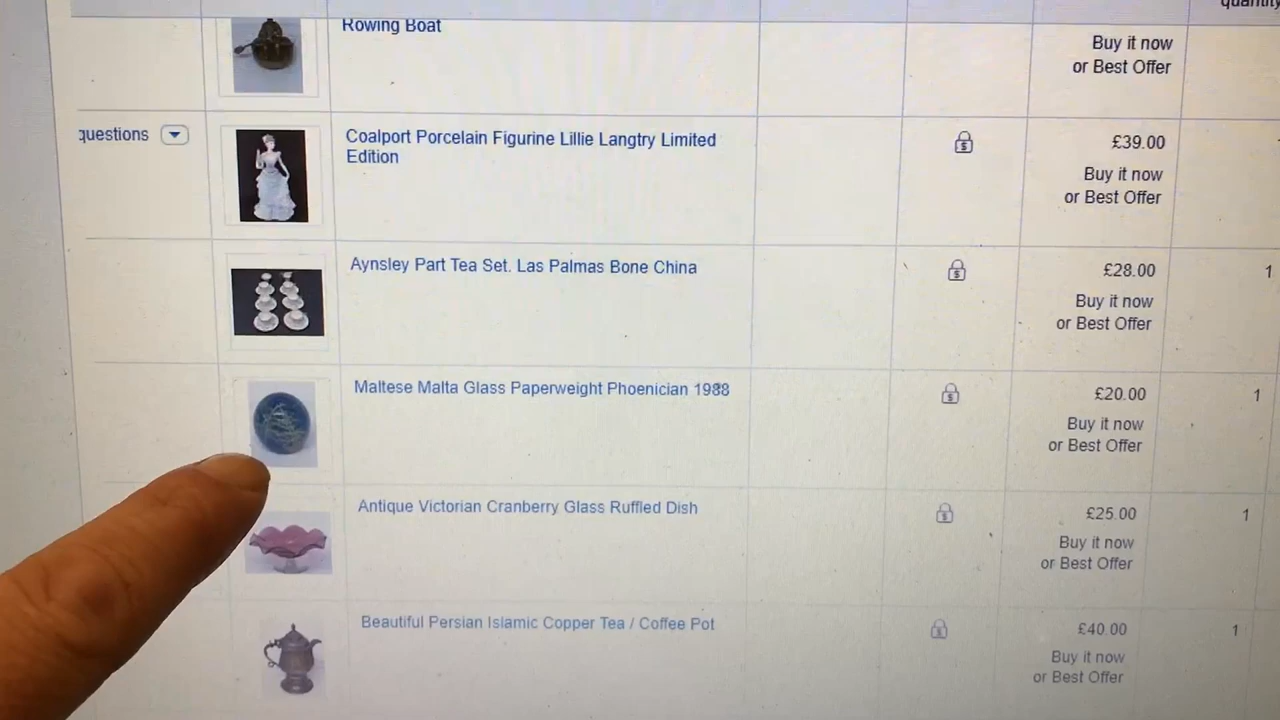 quantity
Rowing Boat
Buy it now
or Best Offer
questions
Coalport Porcelain Figurine Lillie Langtry Limited
Edition
£39.00
Buy it now
or Best Offer
Aynsley Part Tea Set. Las Palmas Bone China
£28.00
1
Buy it now
or Best Offer
Maltese Malta Glass Paperweight Phoenician 1988
£20.00
1
Buy it now
or Best Offer
Antique Victorian Cranberry Glass Ruffled Dish
£25.00
1
Buy it now
or Best Offer
Beautiful Persian Islamic Copper Tea / Coffee Pot
£40.00
1
Buy it now
or Best Offer